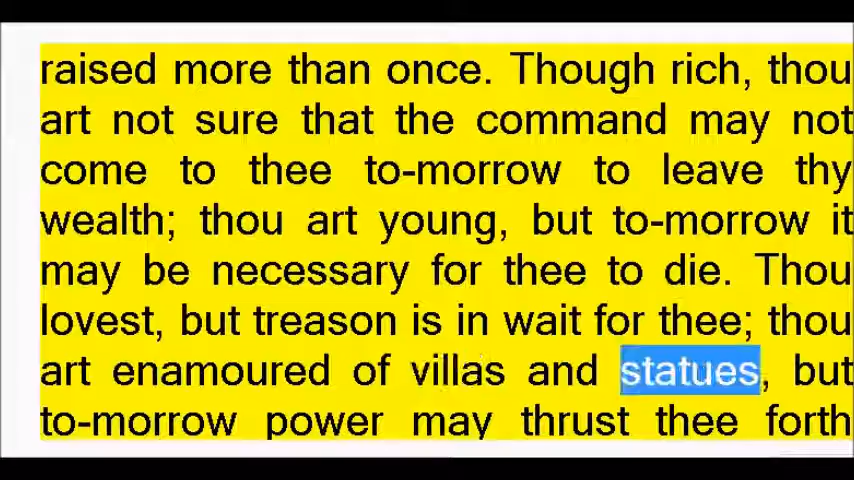 raised more than once. Though rich, thou
art not sure that the command may not
come to thee to-morrow to leave thy
wealth; thou art young, but to-morrow it
may be necessary for thee to die. Thou
lovest, but treason is in wait for thee; thou
art enamoured of villas and statues, but
to-morrow power may thrust thee forth